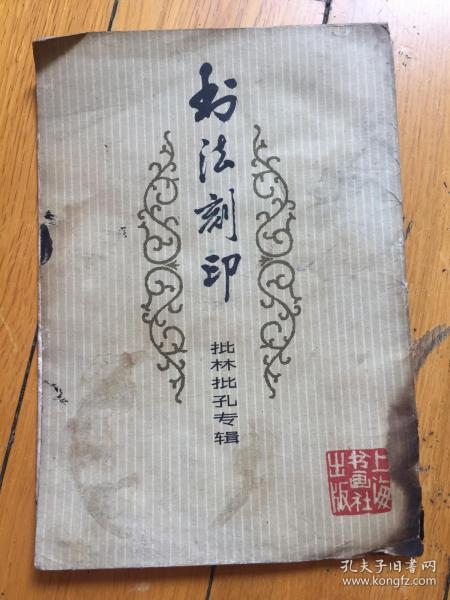 书法刻印
批林批孔专辑
上海
书画社
出版
孔夫子旧书网
www.kongfz.com